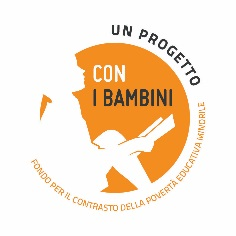 UN PROGETTO
CON
I BAMBINI
FONDO PER IL CONTRASTO DELLA POVERTÀ EDUCATIVA MINORILE